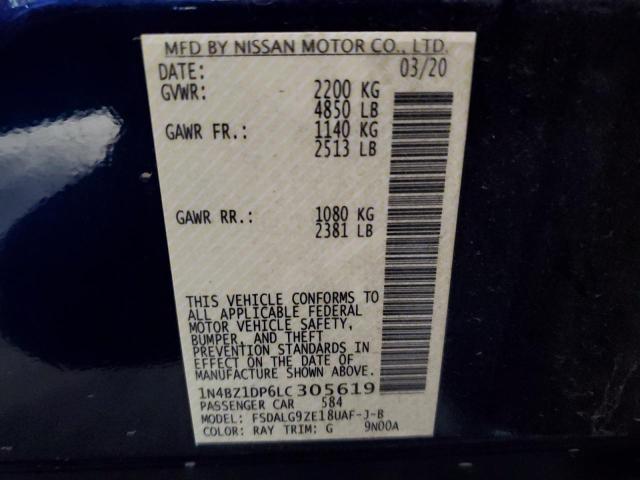 MFD BY NISSAN MOTOR CO., LTD.
DATE: 03/20
GVWR: 2200 KG
4850 LB
GAWR FR.: 1140 KG
2513 LB
GAWR RR.: 1080 KG
2381 LB
THIS VEHICLE CONFORMS TO
ALL APPLICABLE FEDERAL
MOTOR VEHICLE SAFETY,
BUMPER, AND THEFT
PREVENTION STANDARDS IN
EFFECT ON THE DATE OF
MANUFACTURE SHOWN ABOVE.
1N4BZ1DP6LC305619
PASSENGER CAR 584
MODEL: FSDALG9ZE18UAF-J-B
COLOR: RAY TRIM: G 9N00A